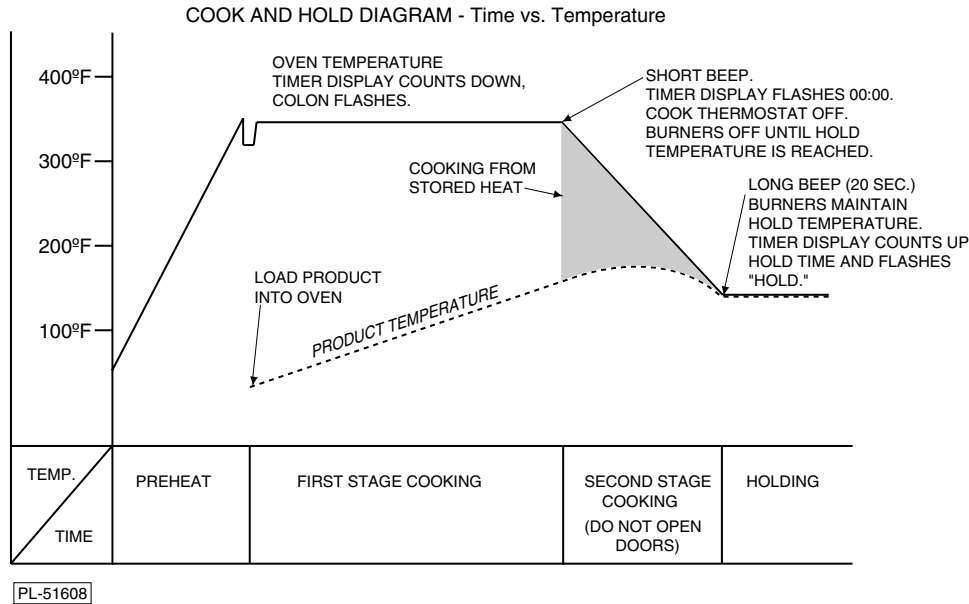 COOK AND HOLD DIAGRAM - Time vs. Temperature
400ºF
300ºF
200ºF
100ºF
OVEN TEMPERATURE
TIMER DISPLAY COUNTS DOWN,
COLON FLASHES.
SHORT BEEP.
TIMER DISPLAY FLASHES 00:00.
COOK THERMOSTAT OFF.
BURNERS OFF UNTIL HOLD
TEMPERATURE IS REACHED.
COOKING FROM
STORED HEAT
LONG BEEP (20 SEC.)
BURNERS MAINTAIN
HOLD TEMPERATURE.
TIMER DISPLAY COUNTS UP
HOLD TIME AND FLASHES
"HOLD."
LOAD PRODUCT
INTO OVEN
PRODUCT TEMPERATURE
TEMP.
TIME
PREHEAT
FIRST STAGE COOKING
SECOND STAGE
COOKING
(DO NOT OPEN
DOORS)
HOLDING
PL-51608